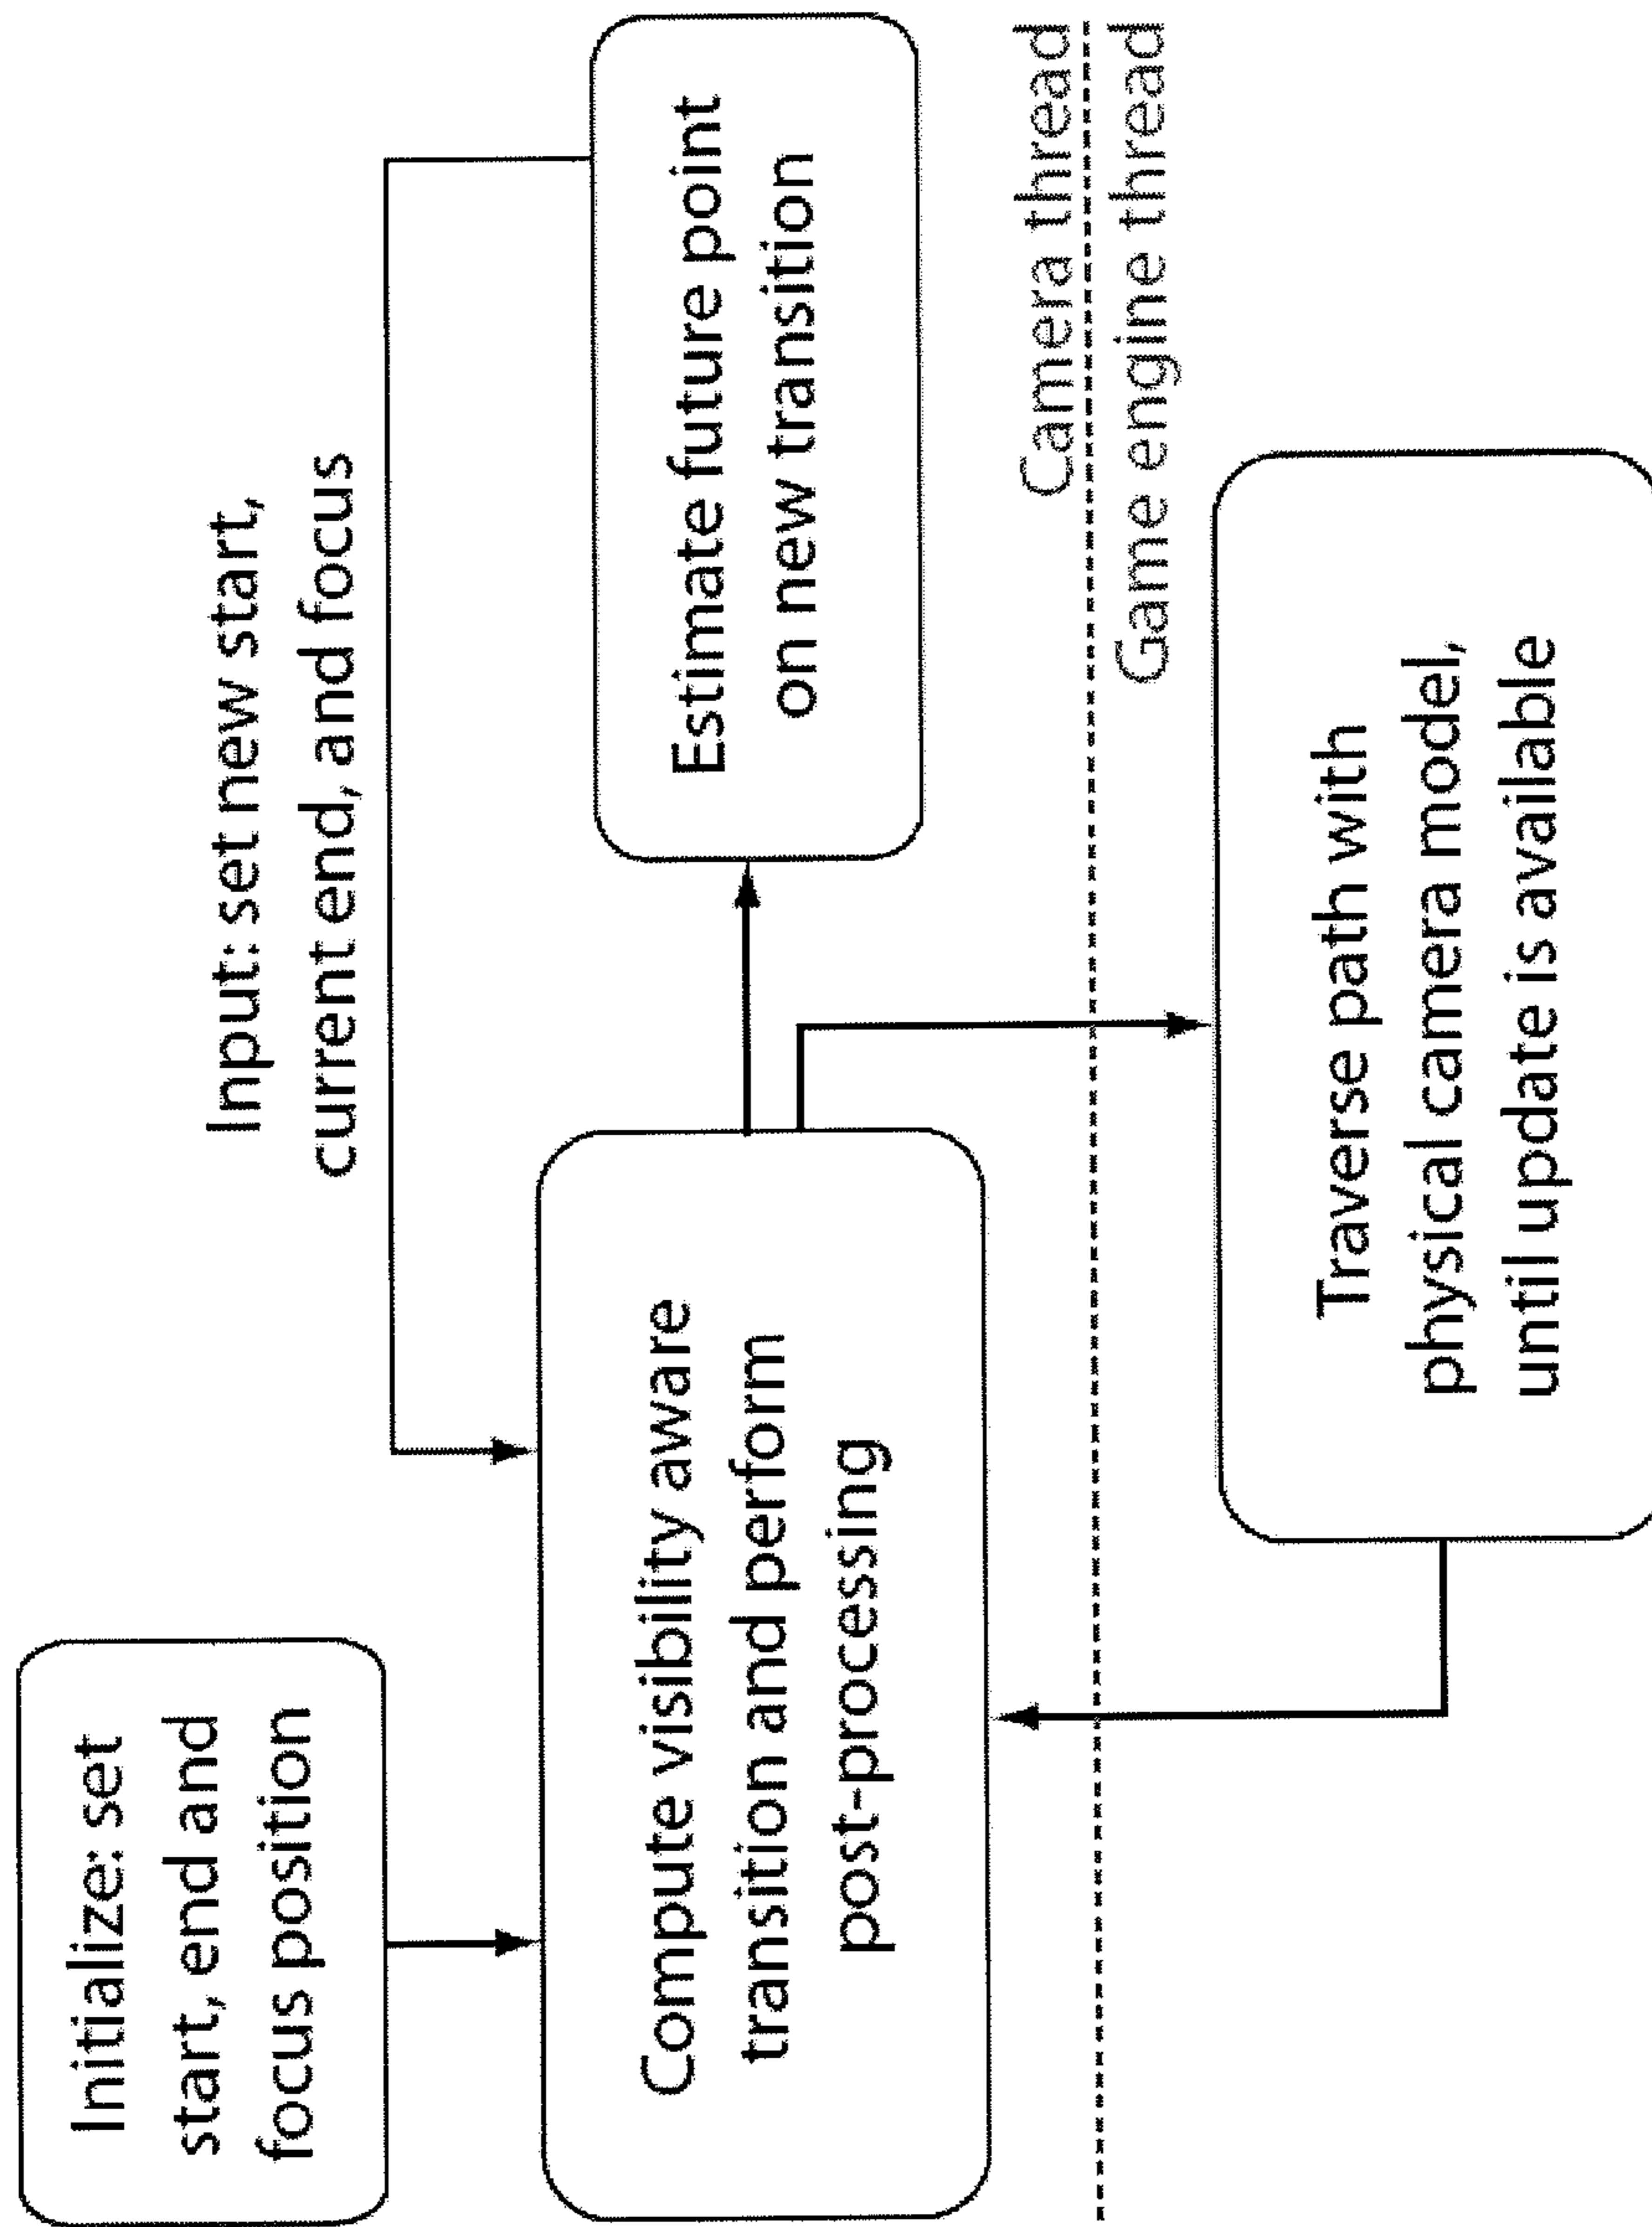 Initialize: set
start, end and
focus position
Input: set new start,
current end, and focus
Compute visibility aware
transition and perform
post-processing
Estimate future point
on new transition
Camera thread
Game engine thread
Traverse path with
physical camera model,
until update is available